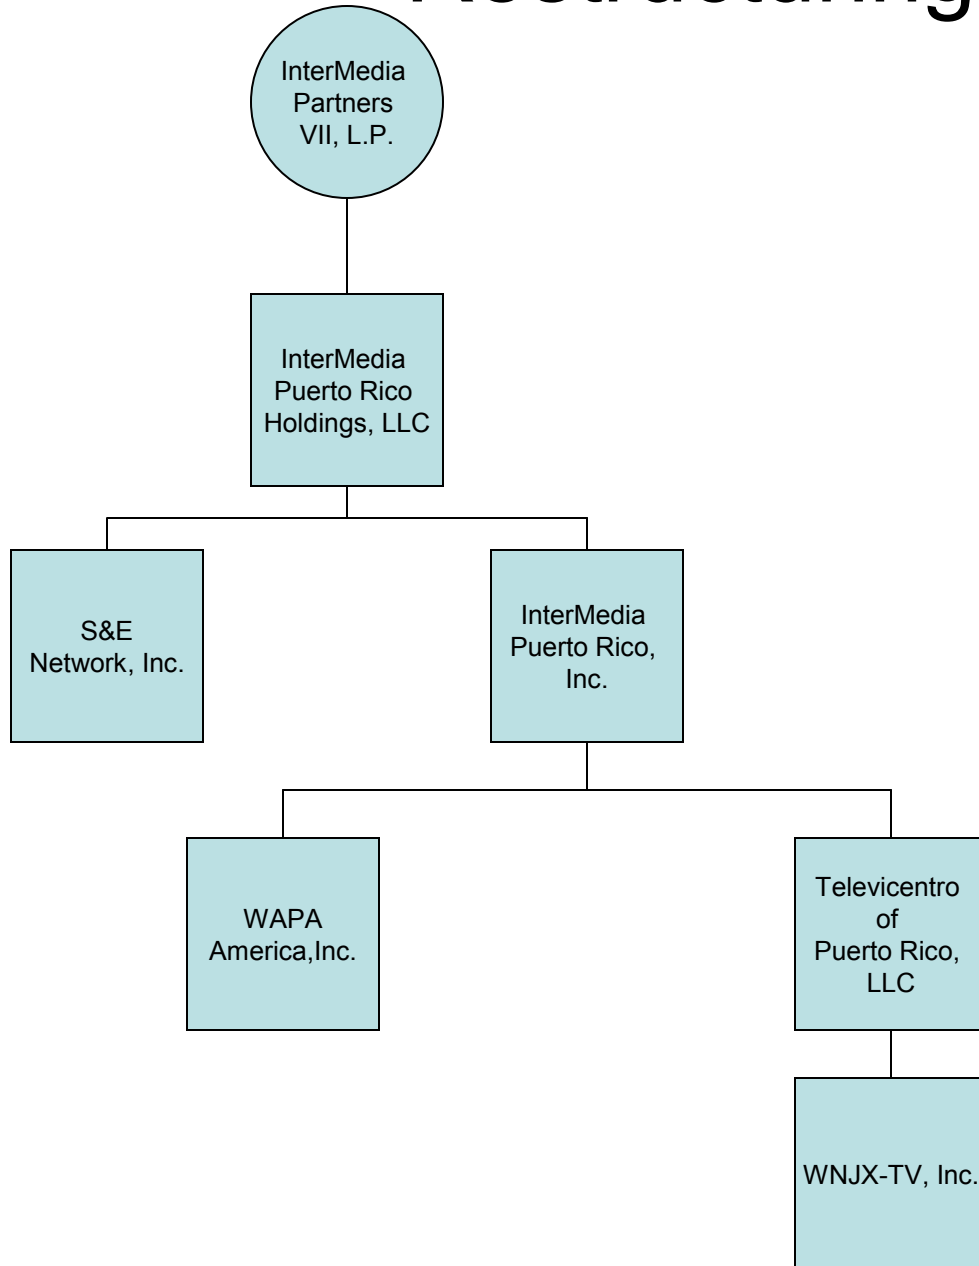 Restructuring
InterMedia
Partners
VII, L.P.
InterMedia
Puerto Rico
Holdings, LLC
S&E
Network, Inc.
InterMedia
Puerto Rico,
Inc.
WAPA
America,Inc.
Televicentro
of
Puerto Rico,
LLC
WNJX-TV, Inc.